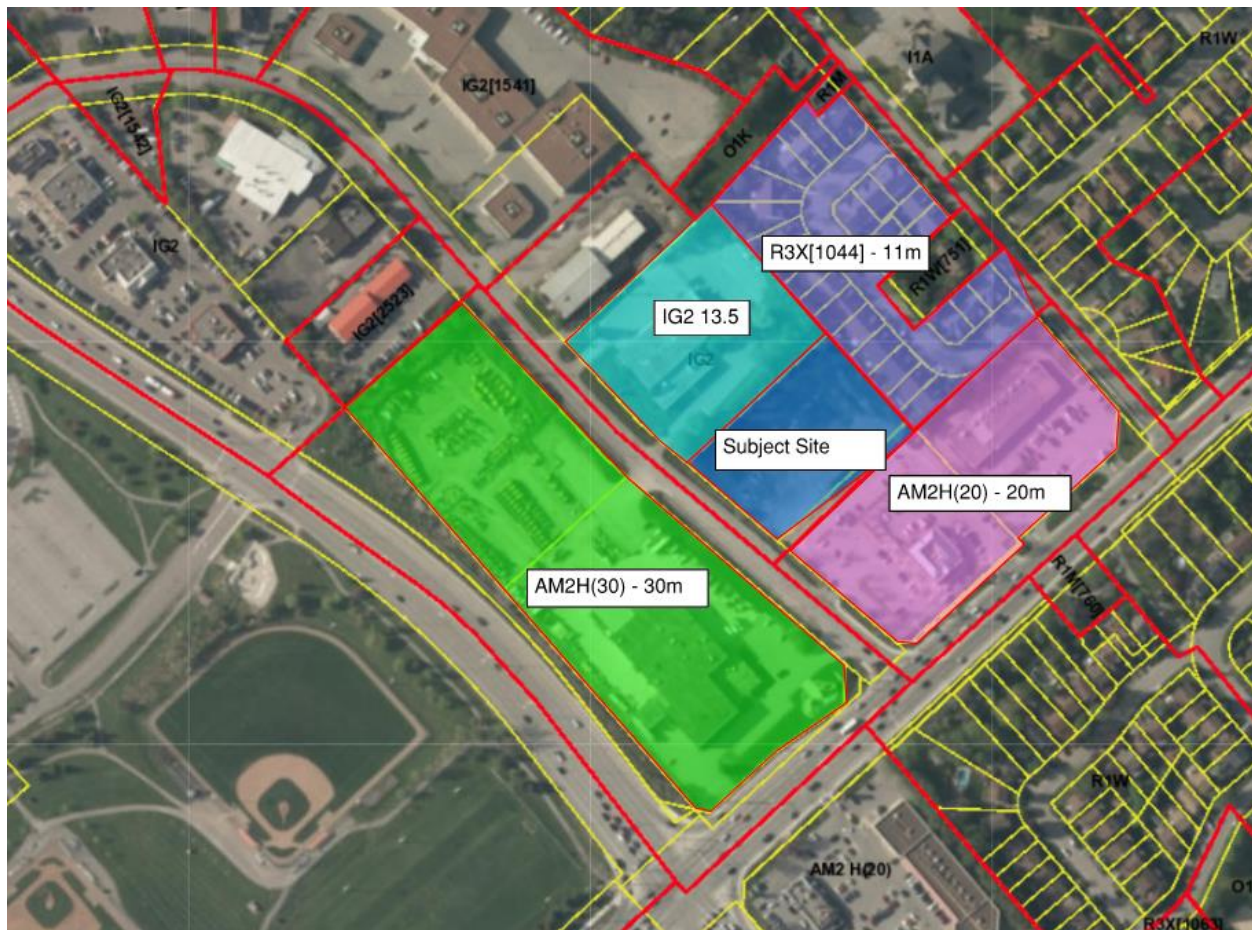 R1W
I1A
IG2[1541]
R1M
IG2[1542]
O1K
IG2
R3X[1044] - 11m
R1W[751]
IG2[2523]
IG2 13.5
IG2
Subject Site
AM2H(20) - 20m
AM2H(30) - 30m
R1M[760]
R1W
AM2 H(20)
O1
R3X[1063]